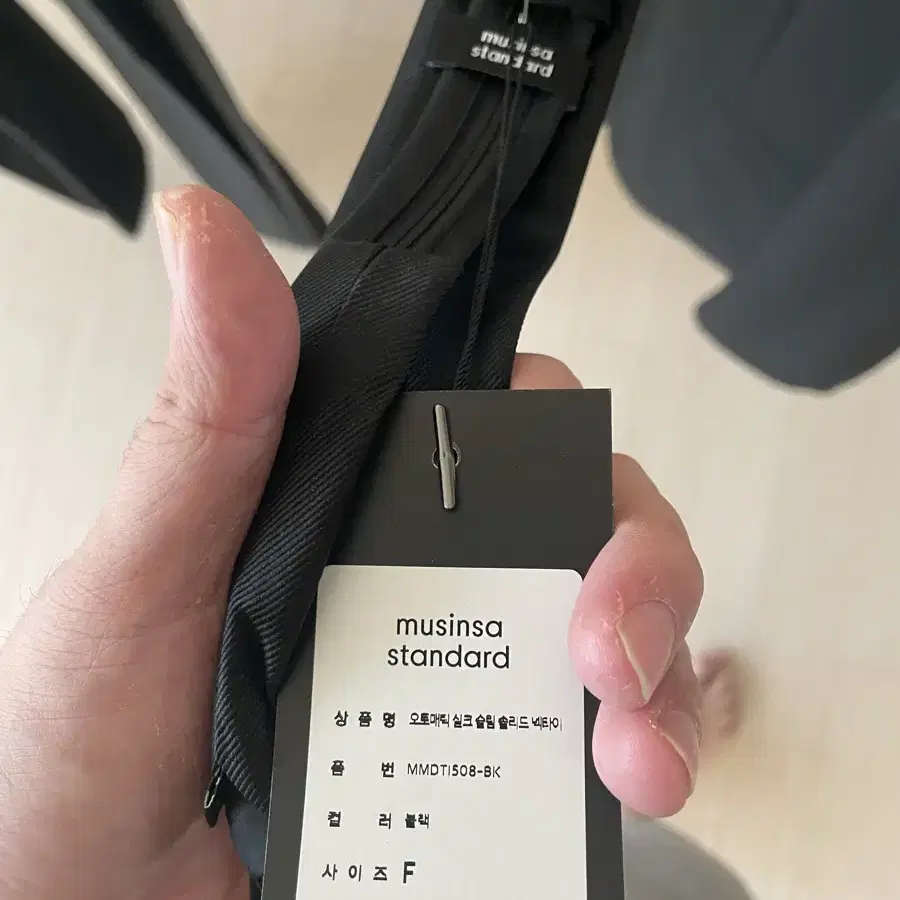 musinsa
standard
musinsa
standard
상품명 오토매틱 실크 슬림 솔리드 넥타이
품번 MMDTI508-BK
컬러 블랙
사이즈 F